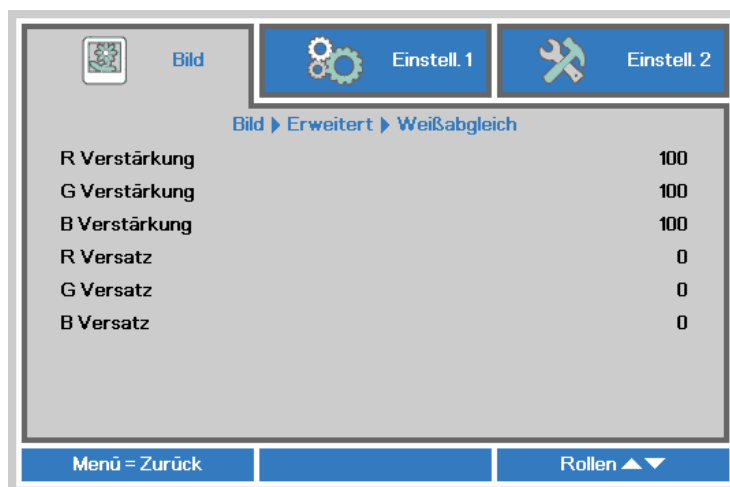 Bild Einstell. 1 Einstell. 2
Bild ▶ Erweitert ▶ Weißabgleich
R Verstärkung 100
G Verstärkung 100
B Verstärkung 100
R Versatz 0
G Versatz 0
B Versatz 0
Menü = Zurück Rollen ▲▼